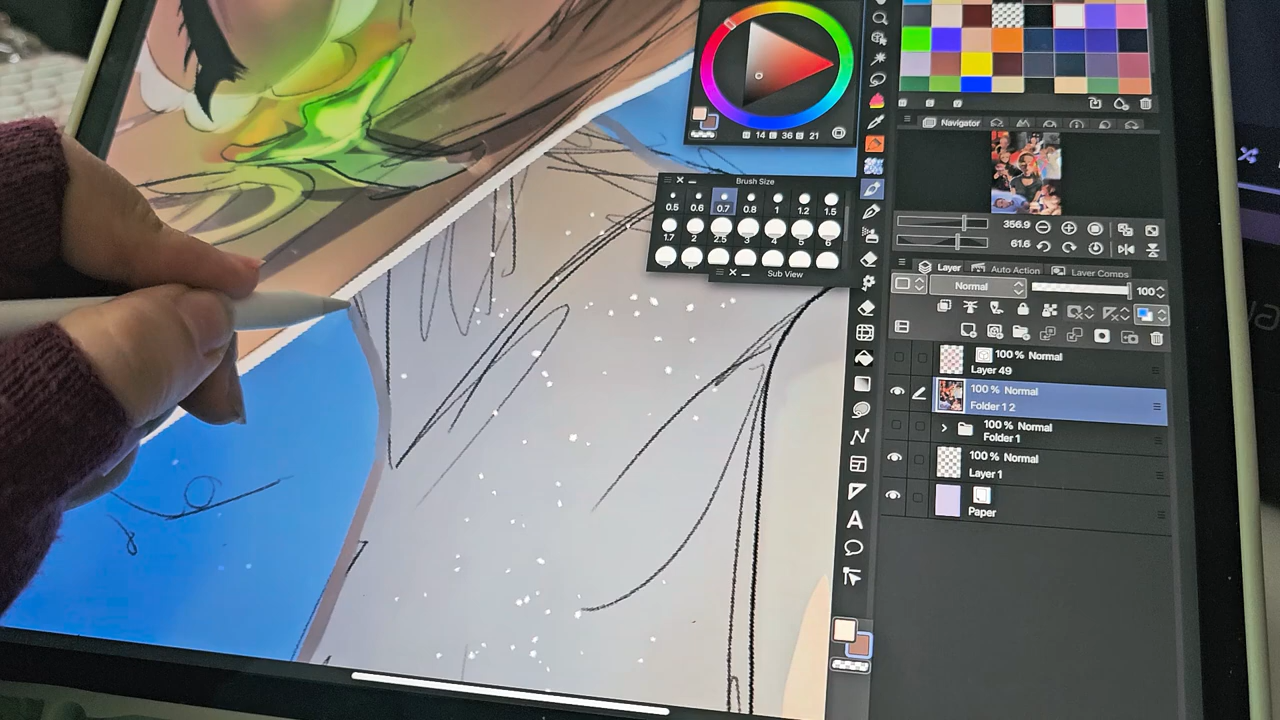 14 36 21
Brush Size
0.5 0.6 0.7 0.8 1 1.2 1.5
1.7 2 2.5 3 4 5 6
Sub View
Navigator
356.9
61.6
Layer Auto Action Layer Comps
Normal 100
100 % Normal
Layer 49
100 % Normal
Folder 1 2
100 % Normal
Folder 1
100 % Normal
Layer 1
Paper
A